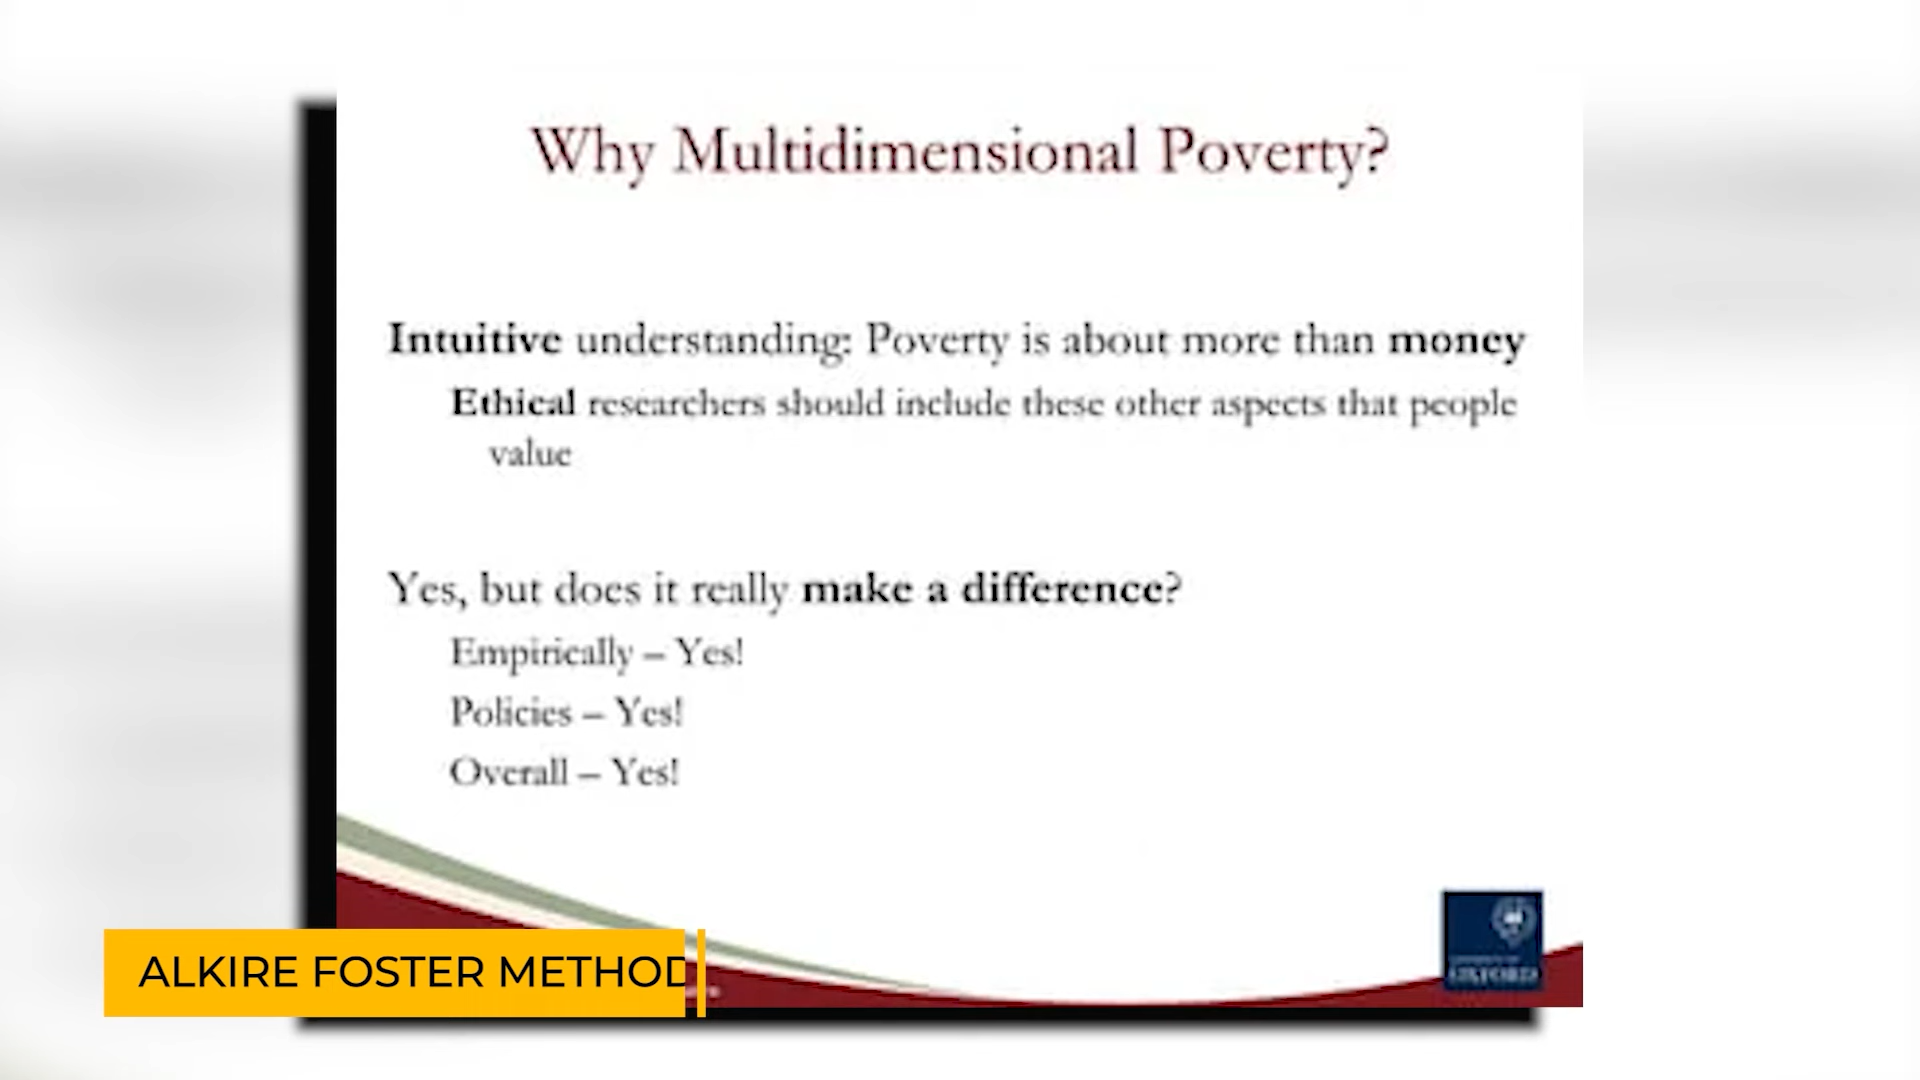 Why Multidimensional Poverty?
Intuitive understanding: Poverty is about more than money
Ethical researchers should include these other aspects that people
value
Yes, but does it really make a difference?
Empirically – Yes!
Policies – Yes!
Overall – Yes!
ALKIRE FOSTER METHOD
OXFORD